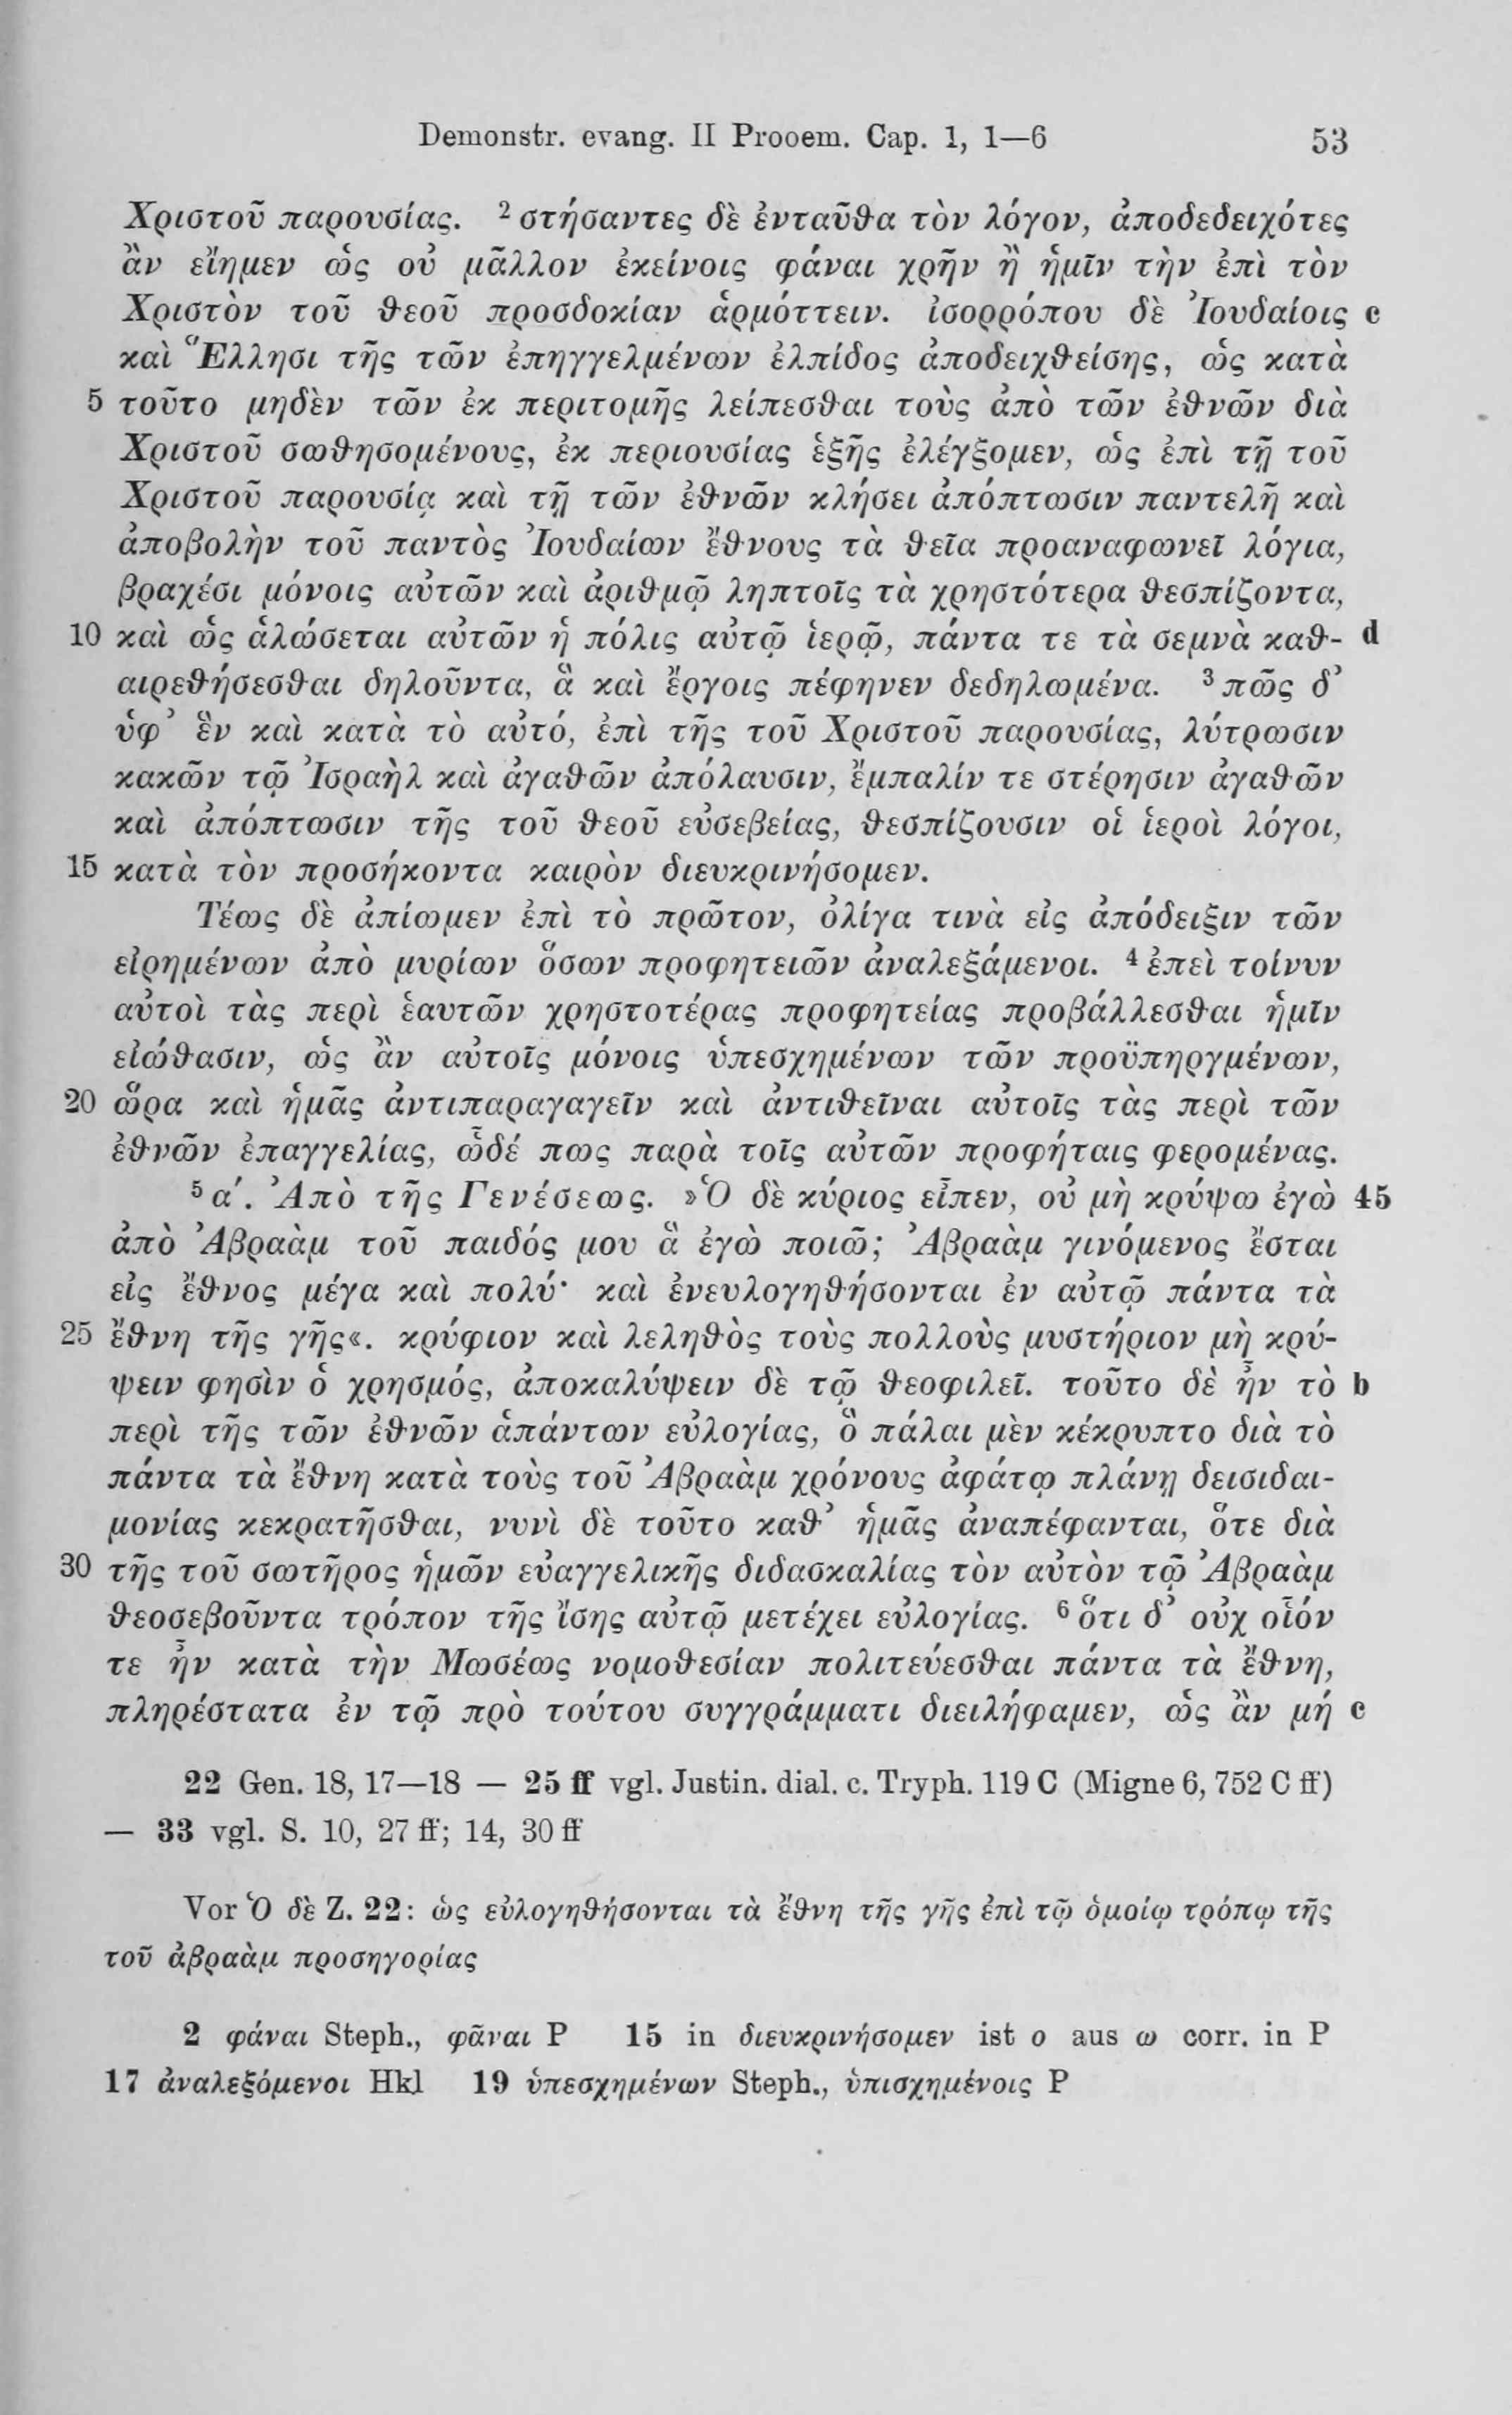 Demonstr. evang. II Prooem. Cap. 1, 1—6 53
Χριστοῦ παρουσίας. ² στήσαντες δὲ ἐνταῦθα τὸν λόγον, ἀποδεδειχότες
ἂν εἴημεν ὡς οὐ μᾶλλον ἐκείνοις φάναι χρῆν ἢ ἡμῖν τὴν ἐπὶ τὸν
Χριστὸν τοῦ θεοῦ προσδοκίαν ἁρμόττειν. ἰσορρόπου δὲ Ἰουδαίοις c
καὶ Ἕλλησι τῆς τῶν ἐπηγγελμένων ἐλπίδος ἀποδειχθείσης, ὡς κατὰ
5 τοῦτο μηδὲν τῶν ἐκ περιτομῆς λείπεσθαι τοὺς ἀπὸ τῶν ἐθνῶν διὰ
Χριστοῦ σωθησομένους, ἐκ περιουσίας ἑξῆς ἐλέγξομεν, ὡς ἐπὶ τῇ τοῦ
Χριστοῦ παρουσίᾳ καὶ τῇ τῶν ἐθνῶν κλήσει ἀπόπτωσιν παντελῆ καὶ
ἀποβολὴν τοῦ παντὸς Ἰουδαίων ἔθνους τὰ θεῖα προαναφωνεῖ λόγια,
βραχέσι μόνοις αὐτῶν καὶ ἀριθμῷ ληπτοῖς τὰ χρηστότερα θεσπίζοντα,
10 καὶ ὡς ἁλώσεται αὐτῶν ἡ πόλις αὐτῷ ἱερῷ, πάντα τε τὰ σεμνὰ καθ- d
αιρεθήσεσθαι δηλοῦντα, ἃ καὶ ἔργοις πέφηνεν δεδηλωμένα. ³ πῶς δ’
ὑφ’ ἓν καὶ κατὰ τὸ αὐτό, ἐπὶ τῆς τοῦ Χριστοῦ παρουσίας, λύτρωσιν
κακῶν τῷ Ἰσραὴλ καὶ ἀγαθῶν ἀπόλαυσιν, ἔμπαλίν τε στέρησιν ἀγαθῶν
καὶ ἀπόπτωσιν τῆς τοῦ θεοῦ εὐσεβείας, θεσπίζουσιν οἱ ἱεροὶ λόγοι,
15 κατὰ τὸν προσήκοντα καιρὸν διευκρινήσομεν.
Τέως δὲ ἀπίωμεν ἐπὶ τὸ πρῶτον, ὀλίγα τινὰ εἰς ἀπόδειξιν τῶν
εἰρημένων ἀπὸ μυρίων ὅσων προφητειῶν ἀναλεξάμενοι. ⁴ ἐπεὶ τοίνυν
αὐτοὶ τὰς περὶ ἑαυτῶν χρηστοτέρας προφητείας προβάλλεσθαι ἡμῖν
εἰώθασιν, ὡς ἂν αὐτοῖς μόνοις ὑπεσχημένων τῶν προϋπηργμένων,
20 ὥρα καὶ ἡμᾶς ἀντιπαραγαγεῖν καὶ ἀντιθεῖναι αὐτοῖς τὰς περὶ τῶν
ἐθνῶν ἐπαγγελίας, ὧδέ πως παρὰ τοῖς αὐτῶν προφήταις φερομένας.
⁵ α΄. Ἀπὸ τῆς Γενέσεως. »Ὁ δὲ κύριος εἶπεν, οὐ μὴ κρύψω ἐγὼ 45
ἀπὸ Ἀβραὰμ τοῦ παιδός μου ἃ ἐγὼ ποιῶ; Ἀβραὰμ γινόμενος ἔσται
εἰς ἔθνος μέγα καὶ πολύ· καὶ ἐνευλογηθήσονται ἐν αὐτῷ πάντα τὰ
25 ἔθνη τῆς γῆς«. κρύφιον καὶ λεληθὸς τοὺς πολλοὺς μυστήριον μὴ κρύ-
ψειν φησὶν ὁ χρησμός, ἀποκαλύψειν δὲ τῷ θεοφιλεῖ. τοῦτο δὲ ἦν τὸ b
περὶ τῆς τῶν ἐθνῶν ἁπάντων εὐλογίας, ὃ πάλαι μὲν κέκρυπτο διὰ τὸ
πάντα τὰ ἔθνη κατὰ τοὺς τοῦ Ἀβραὰμ χρόνους ἀφάτῳ πλάνῃ δεισιδαι-
μονίας κεκρατῆσθαι, νυνὶ δὲ τοῦτο καθ’ ἡμᾶς ἀναπέφανται, ὅτε διὰ
30 τῆς τοῦ σωτῆρος ἡμῶν εὐαγγελικῆς διδασκαλίας τὸν αὐτὸν τῷ Ἀβραὰμ
θεοσεβοῦντα τρόπον τῆς ἴσης αὐτῷ μετέχει εὐλογίας. ⁶ ὅτι δ’ οὐχ οἷόν
τε ἦν κατὰ τὴν Μωσέως νομοθεσίαν πολιτεύεσθαι πάντα τὰ ἔθνη,
πληρέστατα ἐν τῷ πρὸ τούτου συγγράμματι διειλήφαμεν, ὡς ἂν μή c
22 Gen. 18, 17—18 — 25 ff vgl. Justin. dial. c. Tryph. 119 C (Migne 6, 752 C ff)
— 33 vgl. S. 10, 27 ff; 14, 30 ff
Vor Ὁ δὲ Z. 22: ὡς εὐλογηθήσονται τὰ ἔθνη τῆς γῆς ἐπὶ τῷ ὁμοίῳ τρόπῳ τῆς
τοῦ ἀβραὰμ προσηγορίας
2 φάναι Steph., φᾶναι P 15 in διευκρινήσομεν ist ο aus ω corr. in P
17 ἀναλεξόμενοι Hkl 19 ὑπεσχημένων Steph., ὑπισχημένοις P